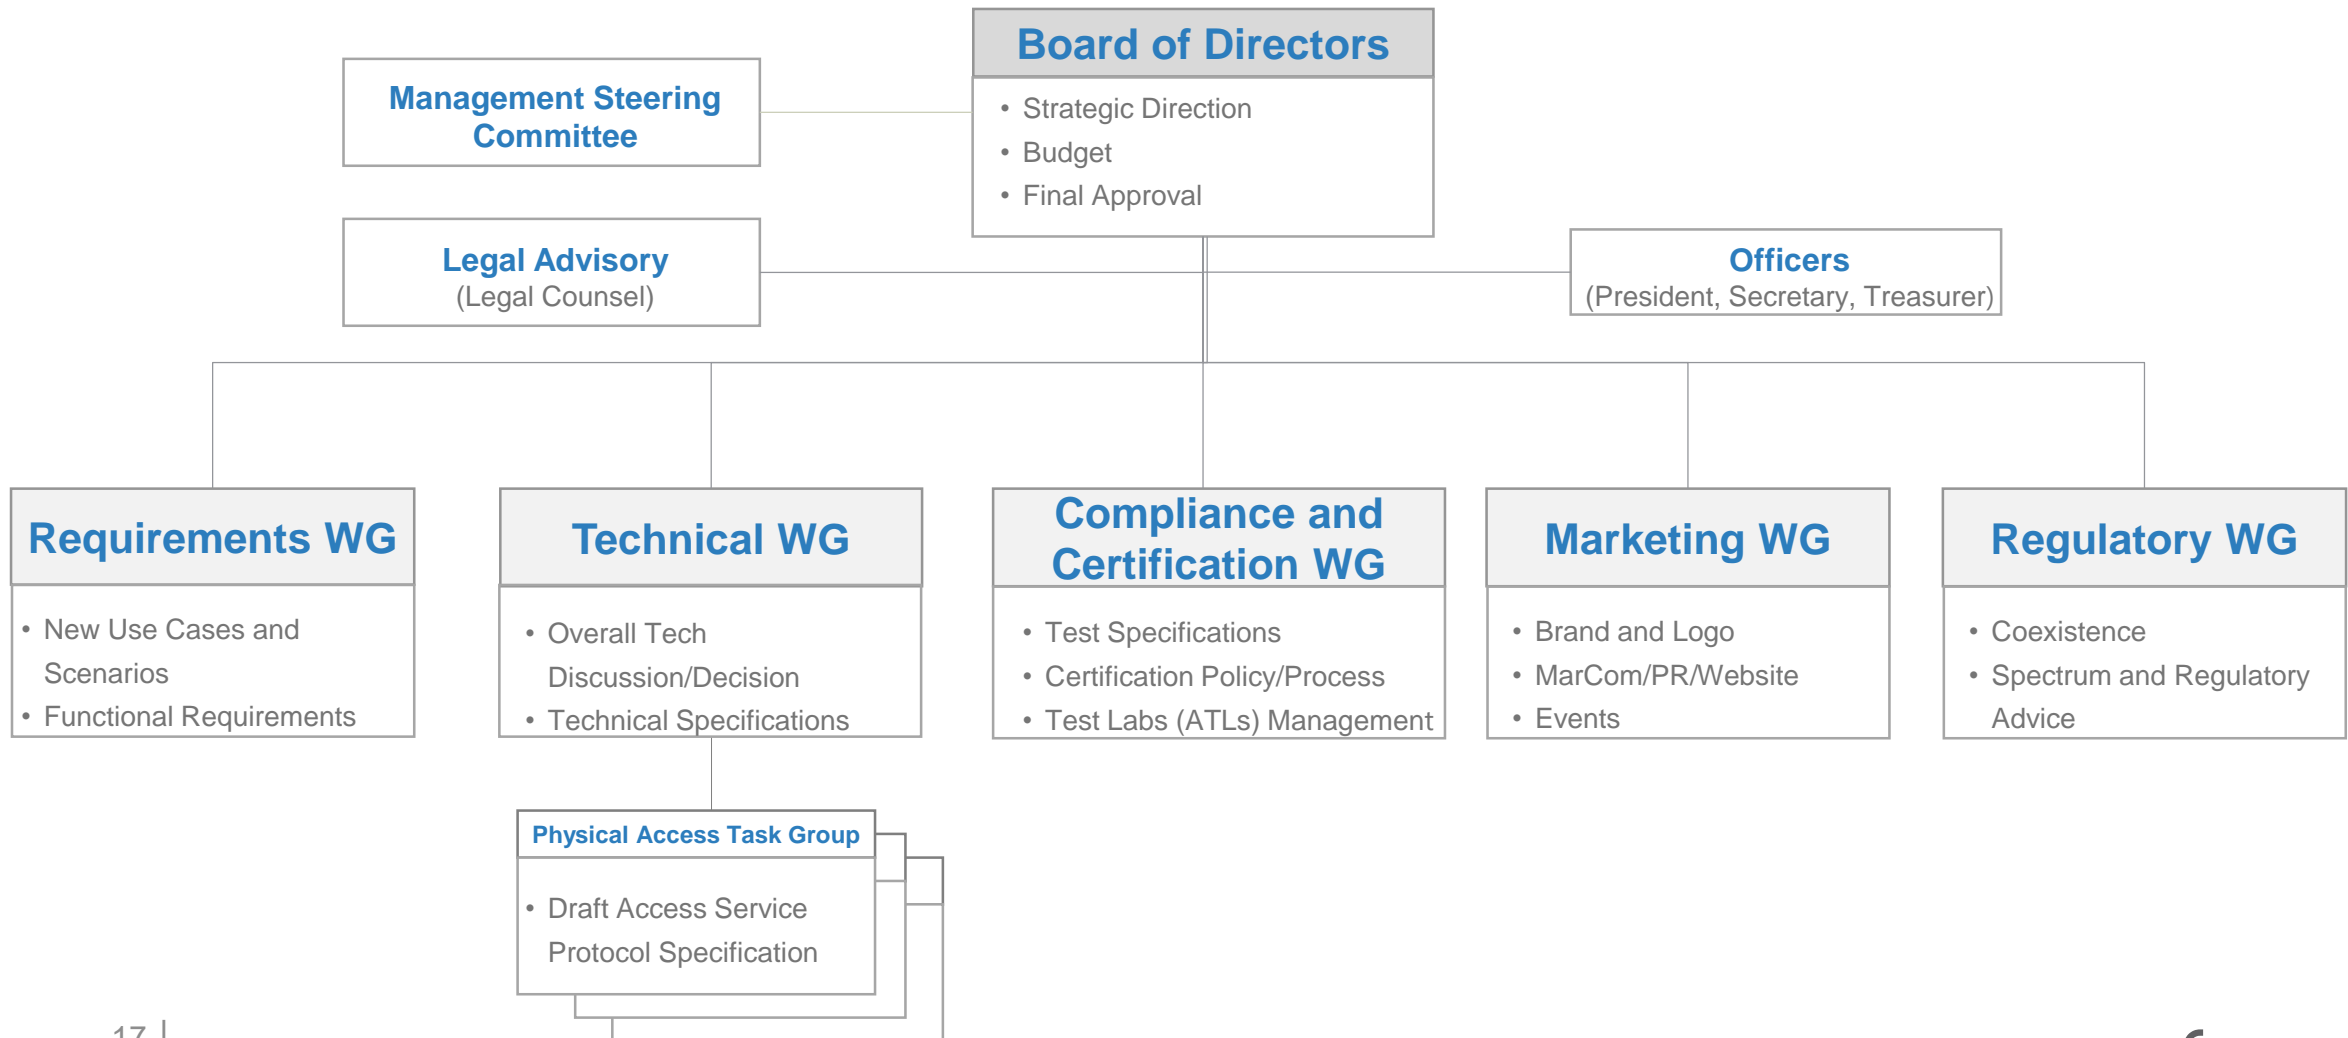 Board of Directors
• Strategic Direction
• Budget
• Final Approval
Management Steering
Committee
Legal Advisory
(Legal Counsel)
Officers
(President, Secretary, Treasurer)
Requirements WG
• New Use Cases and
Scenarios
• Functional Requirements
Technical WG
• Overall Tech
Discussion/Decision
• Technical Specifications
Compliance and
Certification WG
• Test Specifications
• Certification Policy/Process
• Test Labs (ATLs) Management
Marketing WG
• Brand and Logo
• MarCom/PR/Website
• Events
Regulatory WG
• Coexistence
• Spectrum and Regulatory
Advice
Physical Access Task Group
• Draft Access Service
Protocol Specification
17 |